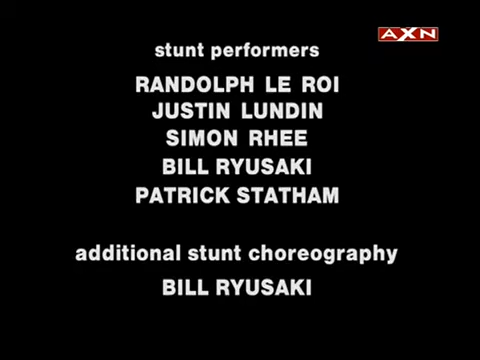 AXN
stunt performers
RANDOLPH LE ROI
JUSTIN LUNDIN
SIMON RHEE
BILL RYUSAKI
PATRICK STATHAM
additional stunt choreography
BILL RYUSAKI